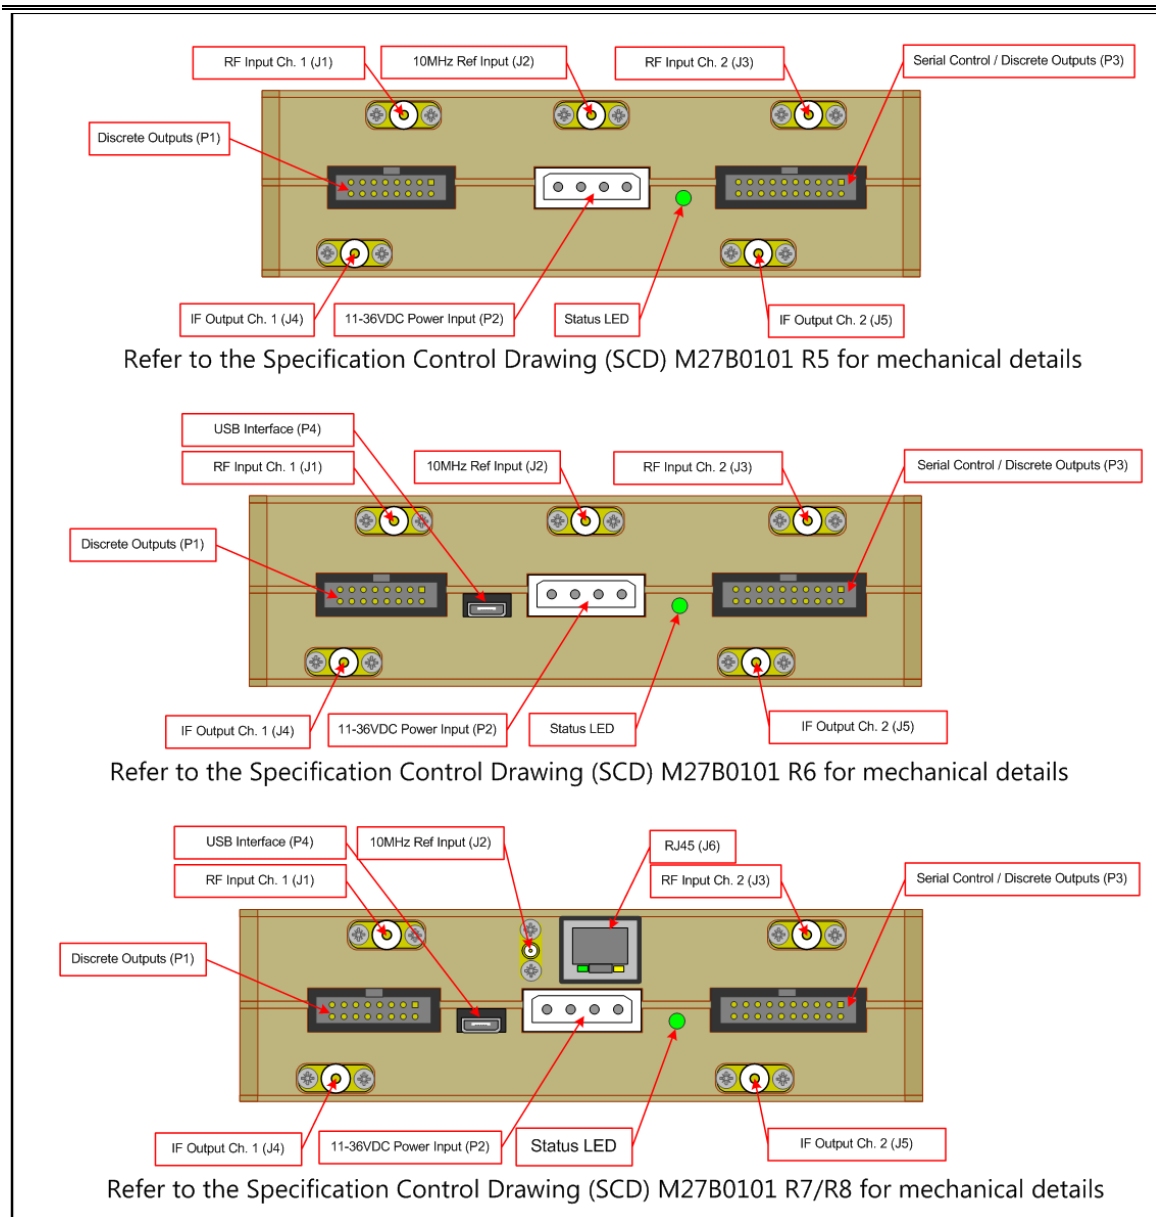 RF Input Ch. 1 (J1)
10MHz Ref Input (J2)
RF Input Ch. 2 (J3)
Serial Control / Discrete Outputs (P3)
Discrete Outputs (P1)
IF Output Ch. 1 (J4)
11-36VDC Power Input (P2)
Status LED
IF Output Ch. 2 (J5)
Refer to the Specification Control Drawing (SCD) M27B0101 R5 for mechanical details
USB Interface (P4)
RF Input Ch. 1 (J1)
10MHz Ref Input (J2)
RF Input Ch. 2 (J3)
Serial Control / Discrete Outputs (P3)
Discrete Outputs (P1)
IF Output Ch. 1 (J4)
11-36VDC Power Input (P2)
Status LED
IF Output Ch. 2 (J5)
Refer to the Specification Control Drawing (SCD) M27B0101 R6 for mechanical details
USB Interface (P4)
10MHz Ref Input (J2)
RJ45 (J6)
RF Input Ch. 1 (J1)
RF Input Ch. 2 (J3)
Serial Control / Discrete Outputs (P3)
Discrete Outputs (P1)
IF Output Ch. 1 (J4)
11-36VDC Power Input (P2)
Status LED
IF Output Ch. 2 (J5)
Refer to the Specification Control Drawing (SCD) M27B0101 R7/R8 for mechanical details